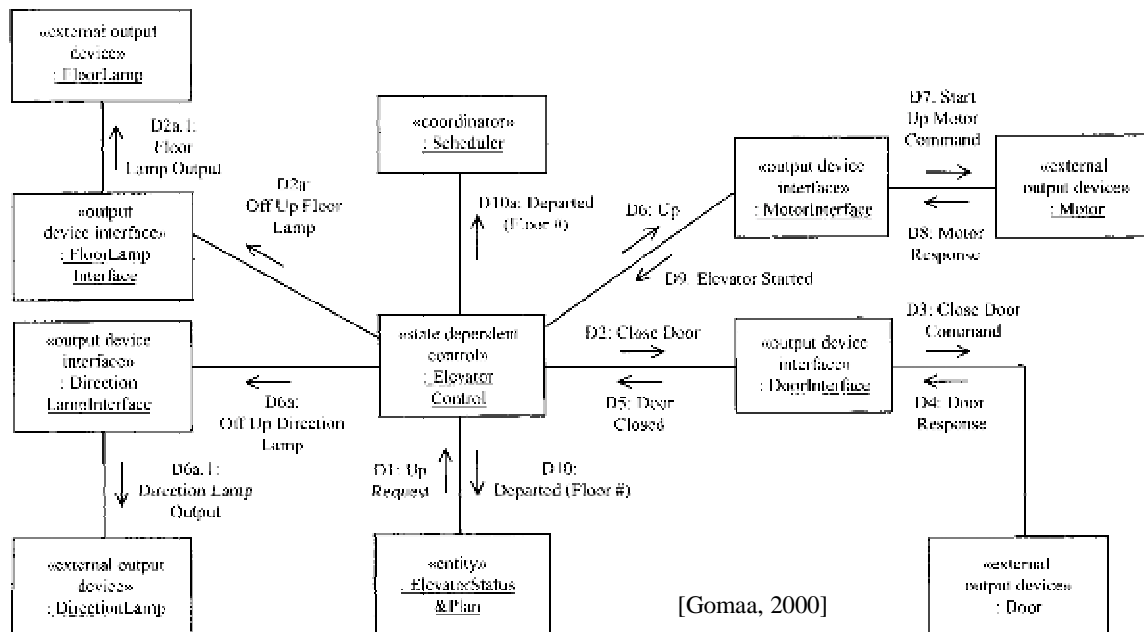 «external output
device»
: FloorLamp
D2a.1:
Floor
Lamp Output
«output
device interface»
: FloorLamp
Interface
D2a:
Off Up Floor
Lamp
«coordinator»
: Scheduler
D10a: Departed
(Floor #)
D6: Up
D9: Elevator Started
«output device
interface»
: MotorInterface
D7: Start
Up Motor
Command
D8: Motor
Response
«external
output device»
: Motor
«output device
interface»
: Direction
LampInterface
D6a:
Off Up Direction
Lamp
«state dependent
control»
: Elevator
Control
D2: Close Door
D5: Door
Closed
«output device
interface»
: DoorInterface
D3: Close Door
Command
D4: Door
Response
D6a.1:
Direction Lamp
Output
D1: Up
Request
D10:
Departed (Floor #)
«external output
device»
: DirectionLamp
«entity»
: ElevatorStatus
&Plan
[Gomaa, 2000]
«external
output device»
: Door